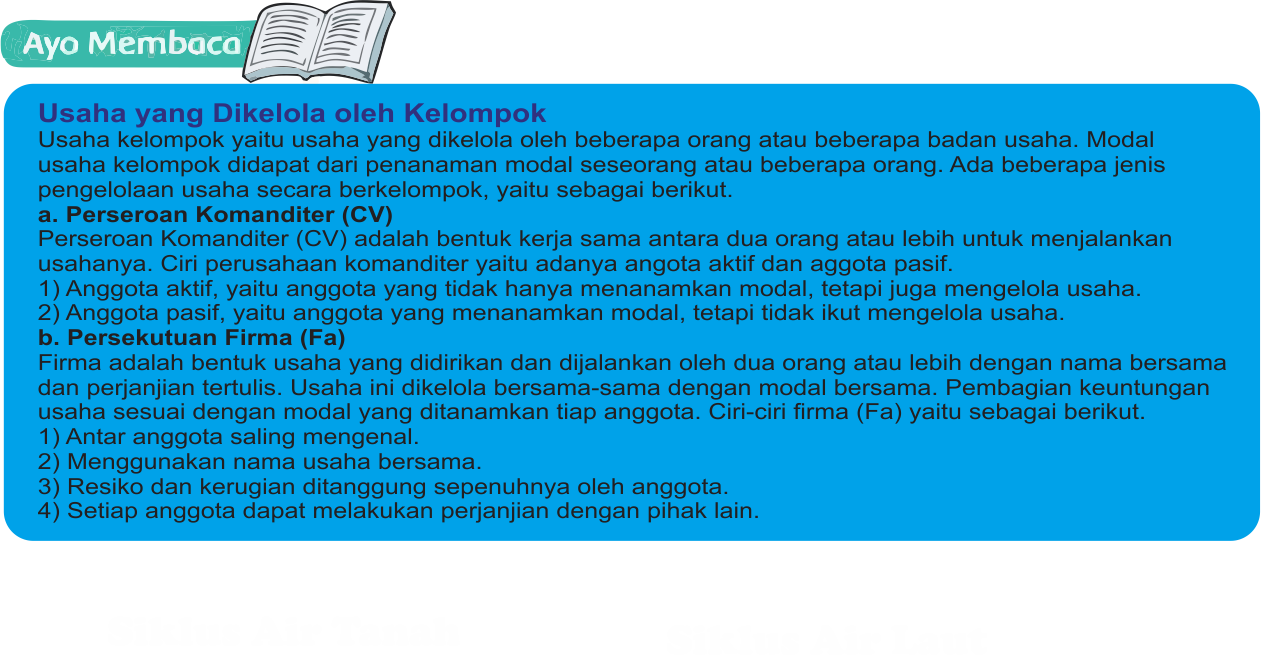 Ayo Membaca
Usaha yang Dikelola oleh Kelompok
Usaha kelompok yaitu usaha yang dikelola oleh beberapa orang atau beberapa badan usaha. Modal
usaha kelompok didapat dari penanaman modal seseorang atau beberapa orang. Ada beberapa jenis
pengelolaan usaha secara berkelompok, yaitu sebagai berikut.
a. Perseroan Komanditer (CV)
Perseroan Komanditer (CV) adalah bentuk kerja sama antara dua orang atau lebih untuk menjalankan
usahanya. Ciri perusahaan komanditer yaitu adanya angota aktif dan aggota pasif.
1) Anggota aktif, yaitu anggota yang tidak hanya menanamkan modal, tetapi juga mengelola usaha.
2) Anggota pasif, yaitu anggota yang menanamkan modal, tetapi tidak ikut mengelola usaha.
b. Persekutuan Firma (Fa)
Firma adalah bentuk usaha yang didirikan dan dijalankan oleh dua orang atau lebih dengan nama bersama
dan perjanjian tertulis. Usaha ini dikelola bersama-sama dengan modal bersama. Pembagian keuntungan
usaha sesuai dengan modal yang ditanamkan tiap anggota. Ciri-ciri firma (Fa) yaitu sebagai berikut.
1) Antar anggota saling mengenal.
2) Menggunakan nama usaha bersama.
3) Resiko dan kerugian ditanggung sepenuhnya oleh anggota.
4) Setiap anggota dapat melakukan perjanjian dengan pihak lain.